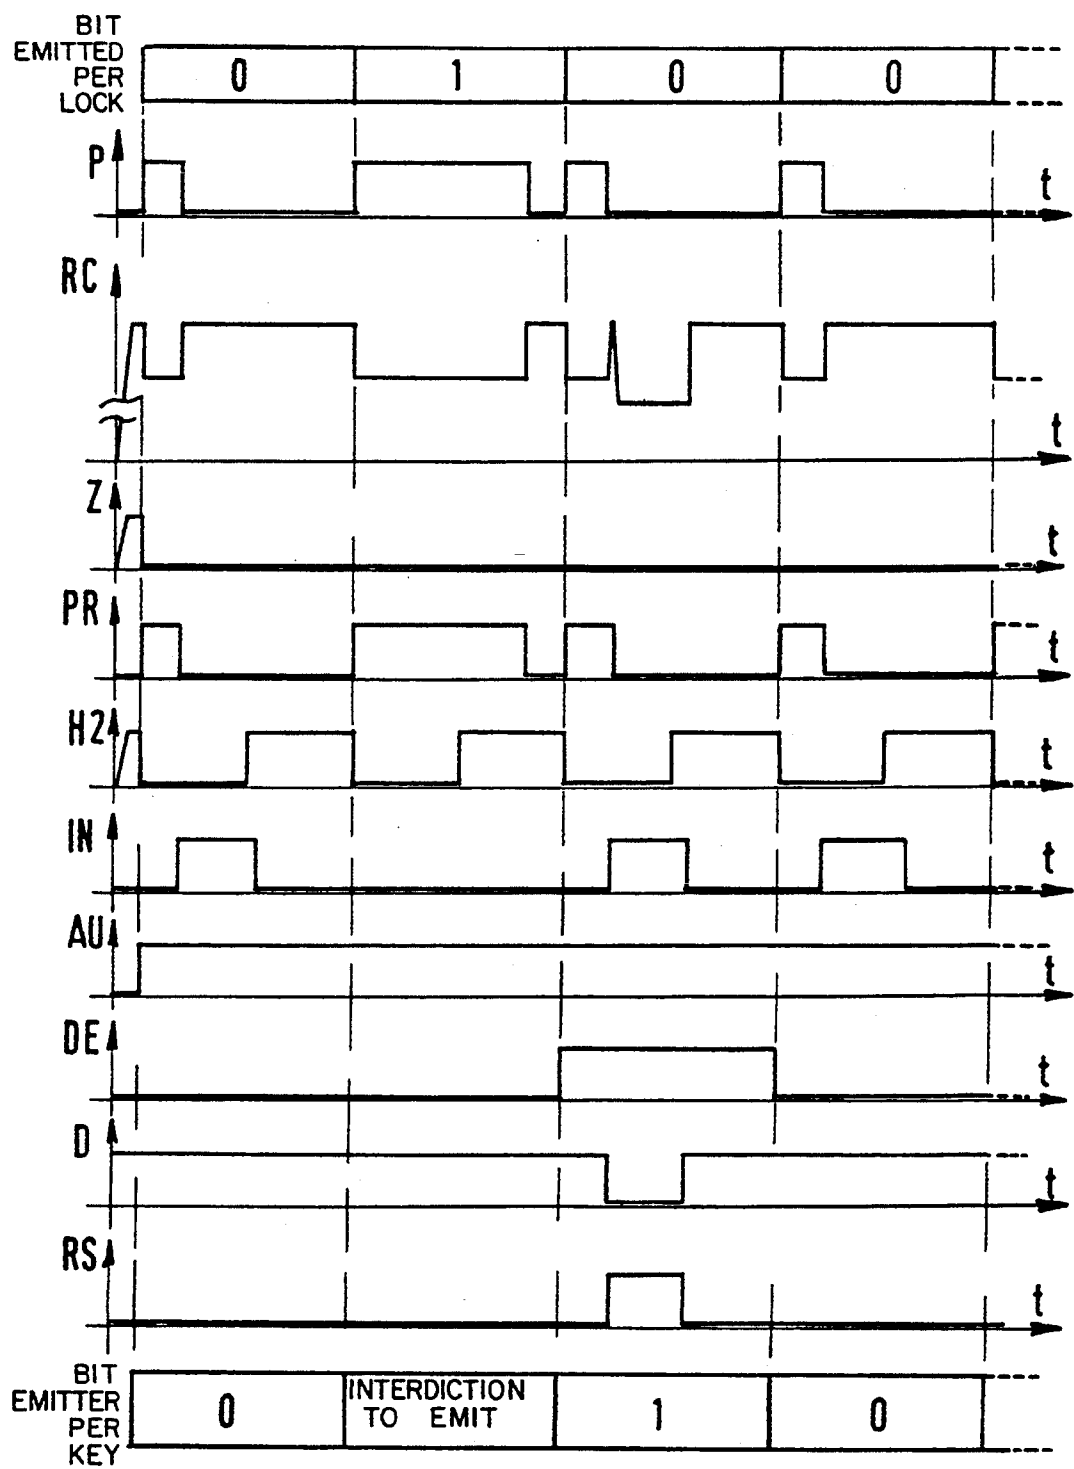 BIT
EMITTED
PER
LOCK
0 1 0 0
P
t
RC
t
Z
t
PR
t
H2
t
IN
t
AU
t
DE
t
D
t
RS
t
BIT
EMITTER
PER
KEY
0
INTERDICTION
TO EMIT
1
0